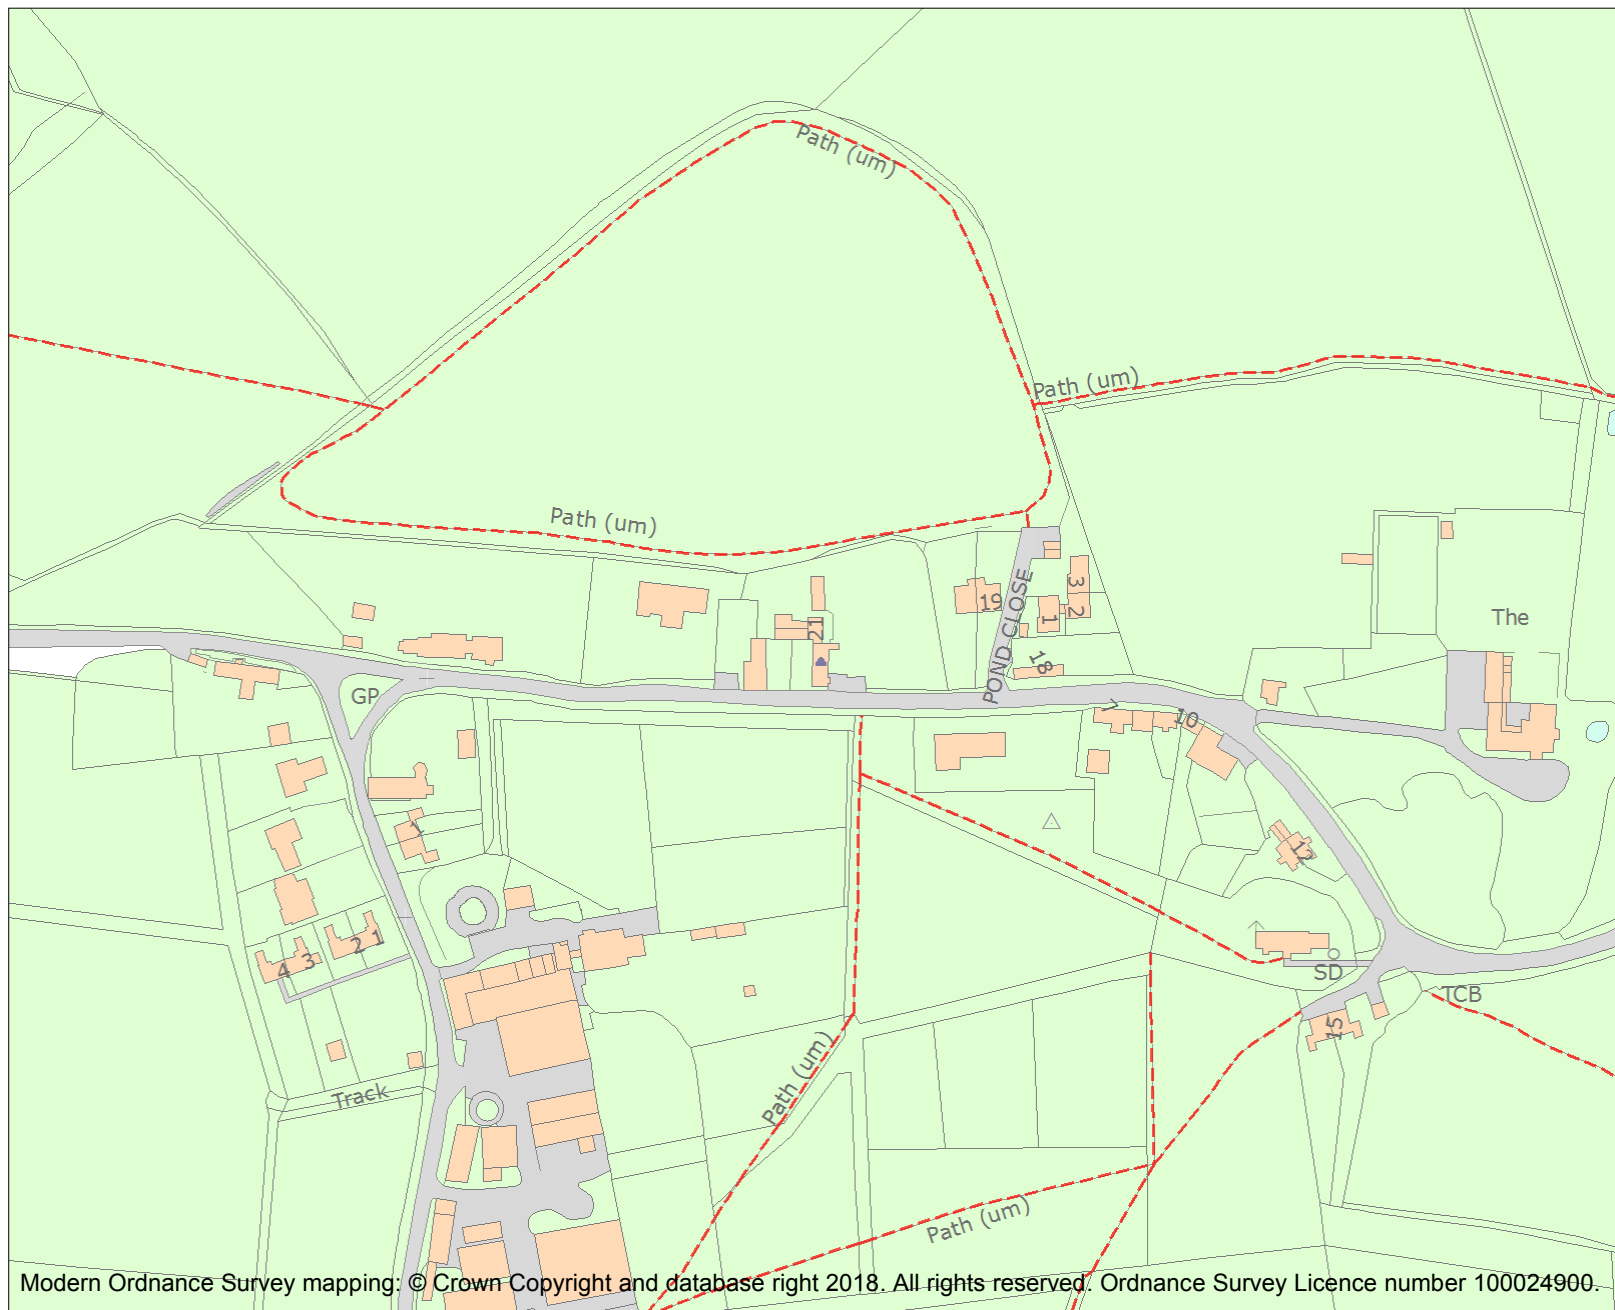 Path (um)
Path (um)
Path (um)
POND CLOSE
19
3
2
1
The
21
18
GP
7
10
1
12
2 1
4 3
SD
TCB
15
Path (um)
Track
Path (um)
Modern Ordnance Survey mapping: © Crown Copyright and database right 2018. All rights reserved. Ordnance Survey Licence number 100024900.